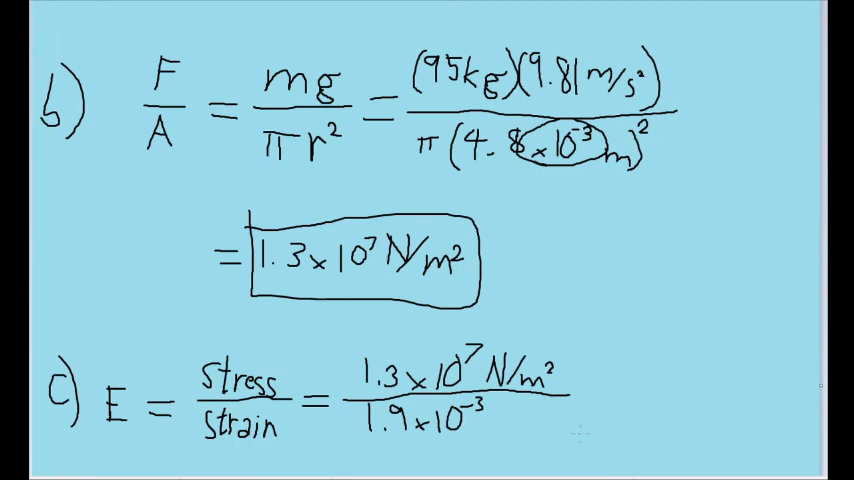 b) F/A = mg/πr² = (95kg)(9.81m/s²)/π(4.8×10⁻³m)²
= 1.3×10⁷ N/m²
c) E = stress/strain = 1.3×10⁷ N/m²/1.9×10⁻³